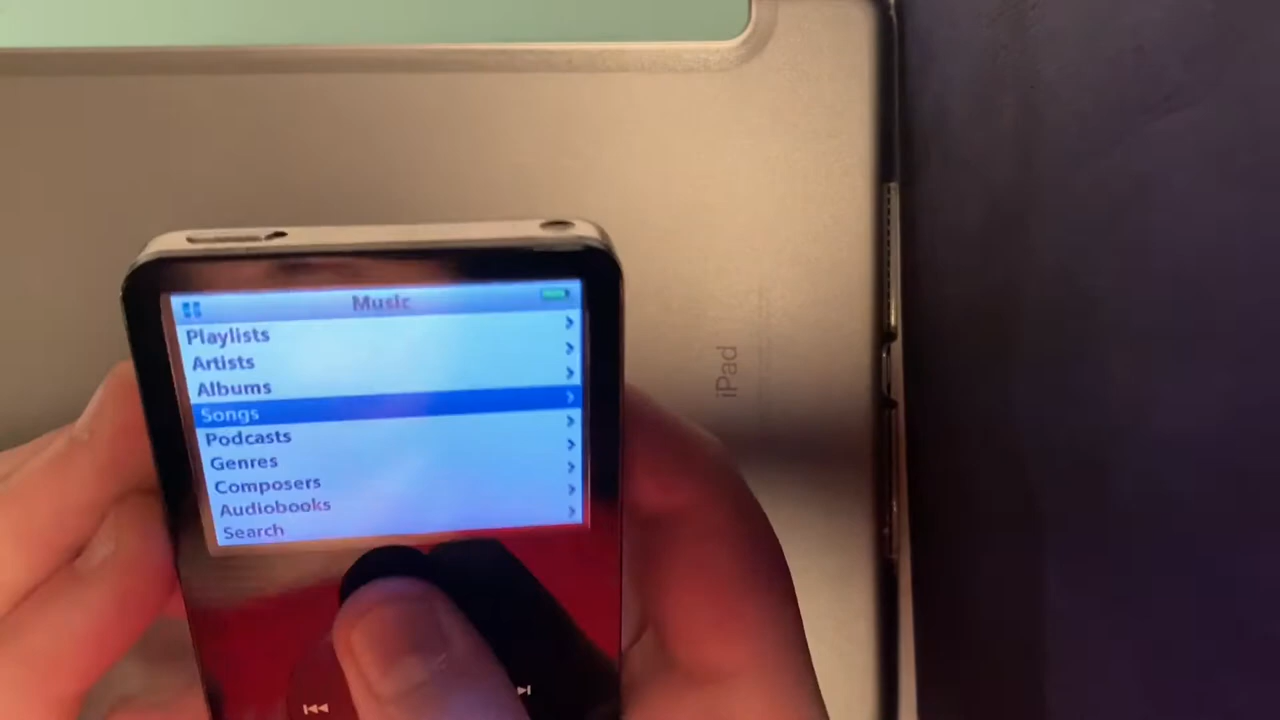 Music
Playlists
Artists
Albums
Songs
Podcasts
Genres
Composers
Audiobooks
Search
iPad